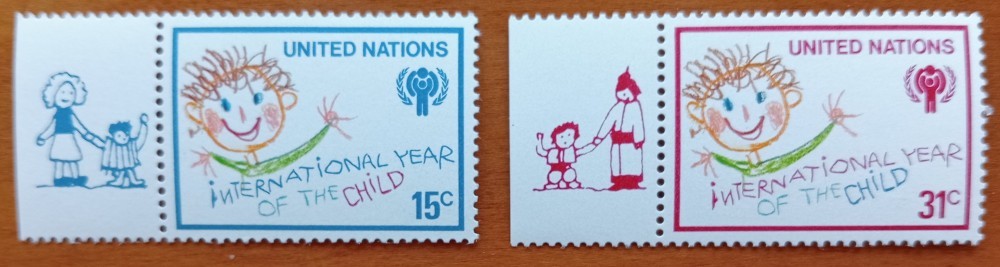 UNITED NATIONS
iNTERNATIONAL YEAR
OF THE CHILD
15c
UNITED NATIONS
iNTERNATIONAL YEAR
OF THE CHILD
31c